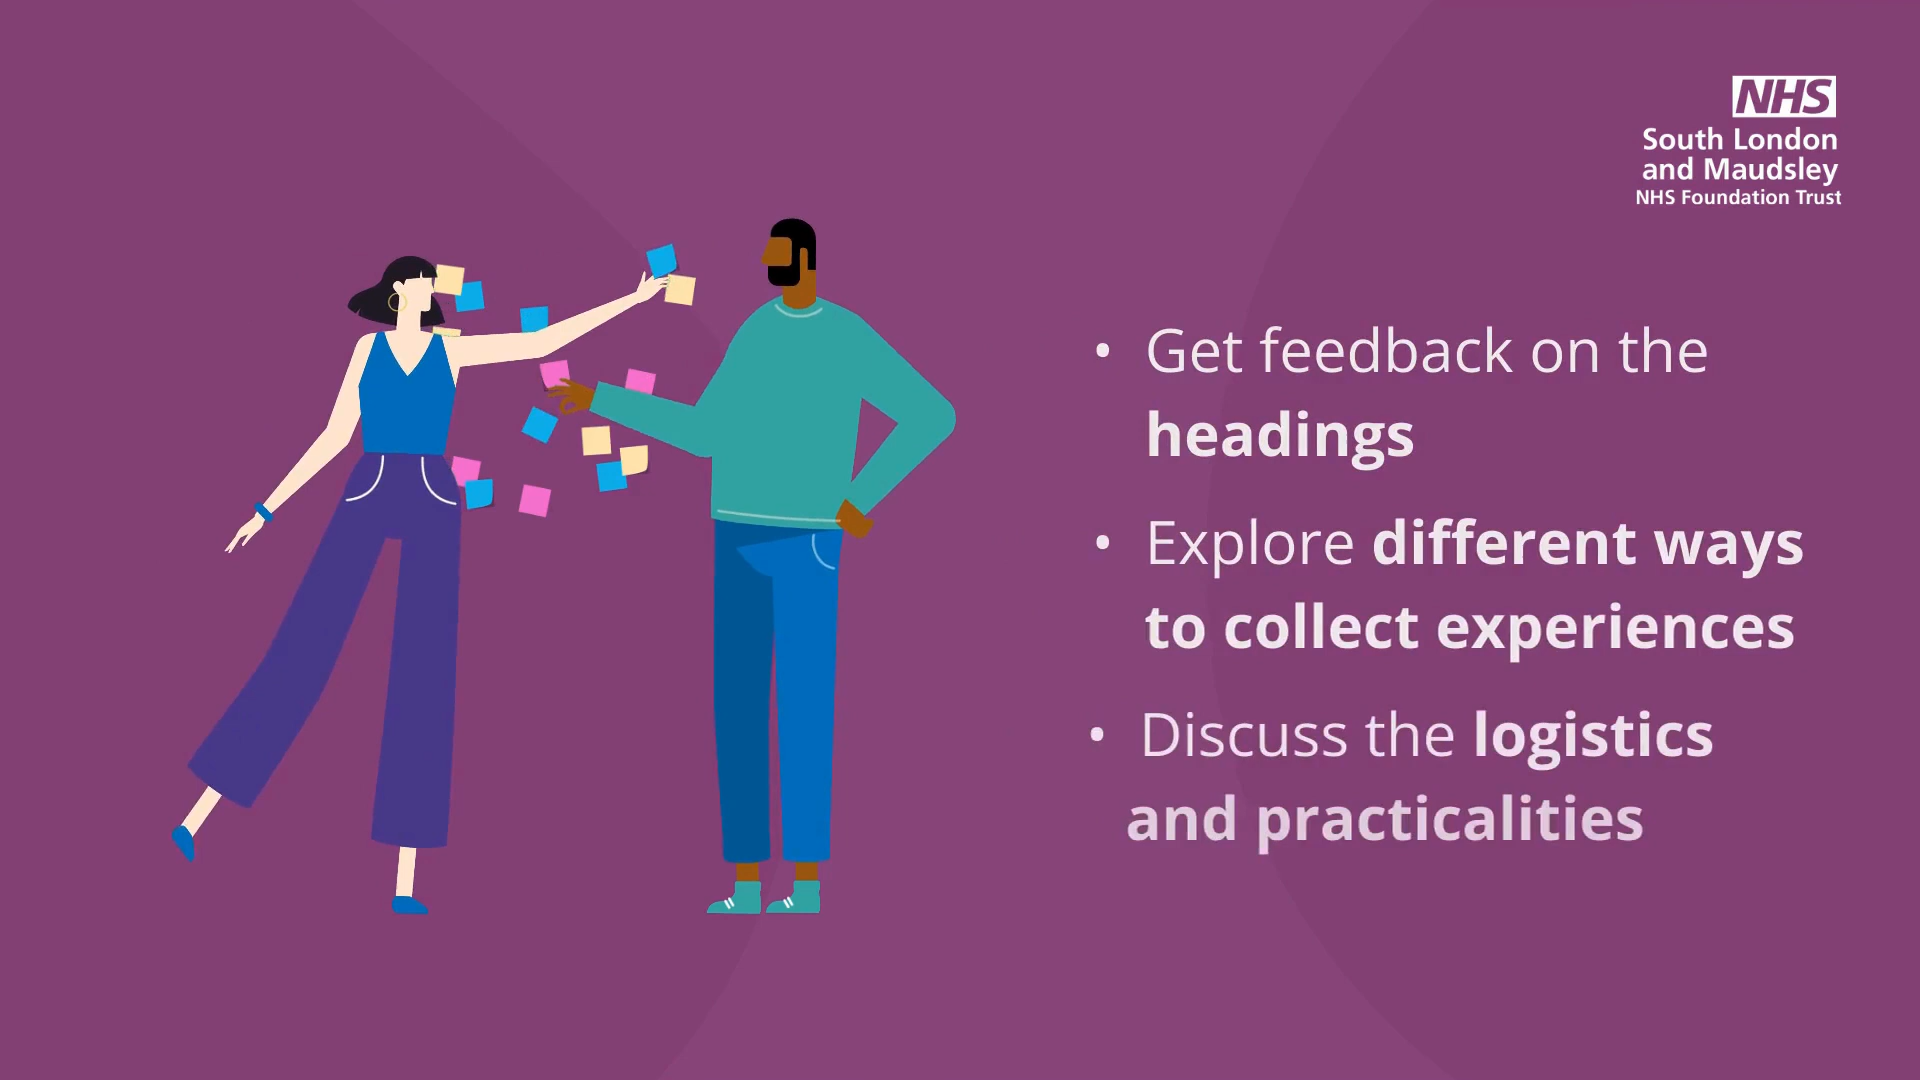 NHS
South London
and Maudsley
NHS Foundation Trust
• Get feedback on the
headings
• Explore different ways
to collect experiences
• Discuss the logistics
and practicalities